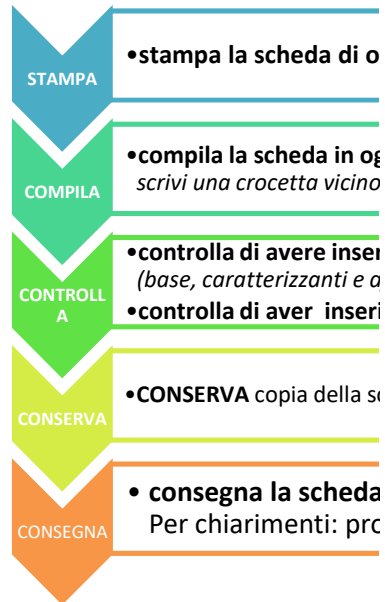 STAMPA
•stampa la scheda di o
COMPILA
•compila la scheda in og
scrivi una crocetta vicino
CONTROLL
A
•controlla di avere inser
(base, caratterizzanti e a
•controlla di aver inseri
CONSERVA
•CONSERVA copia della s
CONSEGNA
• consegna la scheda
Per chiarimenti: pro